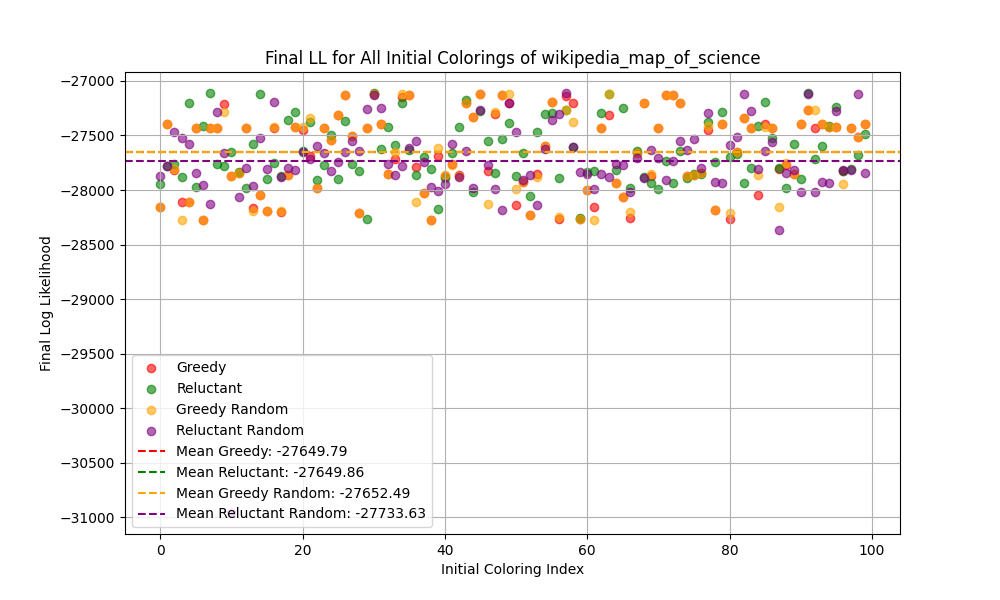 Final LL for All Initial Colorings of wikipedia_map_of_science
Final Log Likelihood
−27000
−27500
−28000
−28500
−29000
−29500
−30000
−30500
−31000
Greedy
Reluctant
Greedy Random
Reluctant Random
Mean Greedy: -27649.79
Mean Reluctant: -27649.86
Mean Greedy Random: -27652.49
Mean Reluctant Random: -27733.63
0 20 40 60 80 100
Initial Coloring Index